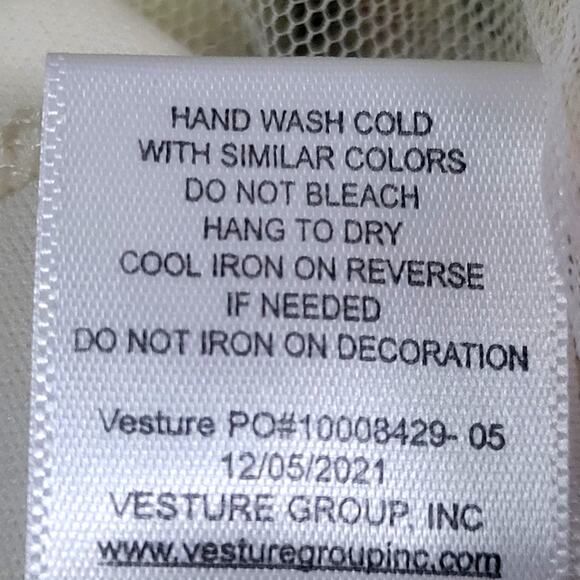 HAND WASH COLD
WITH SIMILAR COLORS
DO NOT BLEACH
HANG TO DRY
COOL IRON ON REVERSE
IF NEEDED
DO NOT IRON ON DECORATION
Vesture PO#10008429- 05
12/05/2021
VESTURE GROUP, INC
www.vesturegroupinc.com